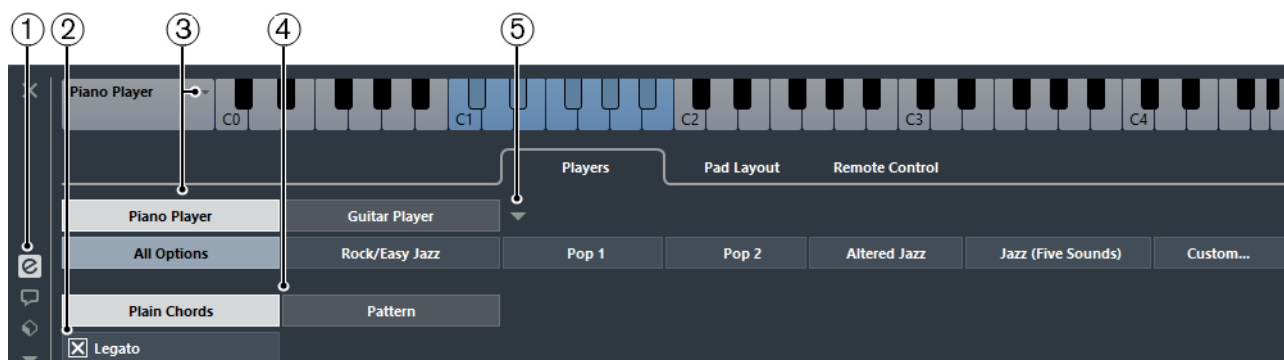 ① ② ③ ④ ⑤
Piano Player
C0 C1 C2 C3 C4
Players Pad Layout Remote Control
Piano Player Guitar Player
All Options Rock/Easy Jazz Pop 1 Pop 2 Altered Jazz Jazz (Five Sounds) Custom...
Plain Chords Pattern
Legato